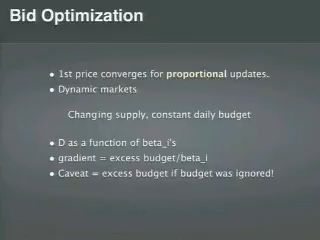 Bid Optimization
• 1st price converges for proportional updates.
• Dynamic markets
Changing supply, constant daily budget
• D as a function of beta_i's
• gradient = excess budget/beta_i
• Caveat = excess budget if budget was ignored!